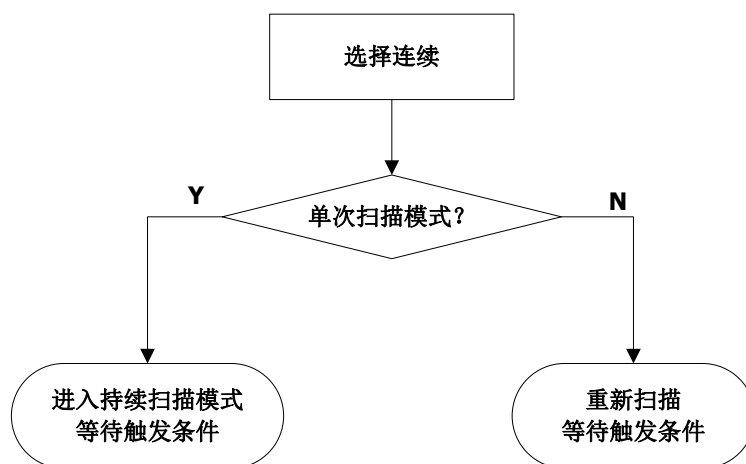 选择连续
Y
单次扫描模式？
N
进入持续扫描模式
等待触发条件
重新扫描
等待触发条件